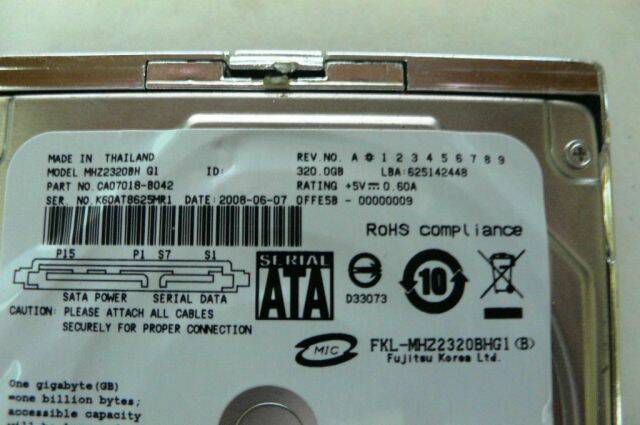 MADE IN THAILAND
REV.NO. A 0 1 2 3 4 5 6 7 8 9
MODEL MHZ2320BH G1 ID:
320.0GB LBA:625142448
PART NO.CA07018-B042
RATING +5V 0.60A
SER. NO.K60AT8625MR1 DATE:2008-06-07 OFFE5B - 00000009
RoHS compliance
P15 P1 S7 S1
SERIAL
ATA
D33073
10
SATA POWER SERIAL DATA
CAUTION: PLEASE ATTACH ALL CABLES
SECURELY FOR PROPER CONNECTION
MIC
FKL-MHZ2320BHG1(B)
Fujitsu Korea Ltd.
One gigabyte(GB)
=one billion bytes;
accessible capacity